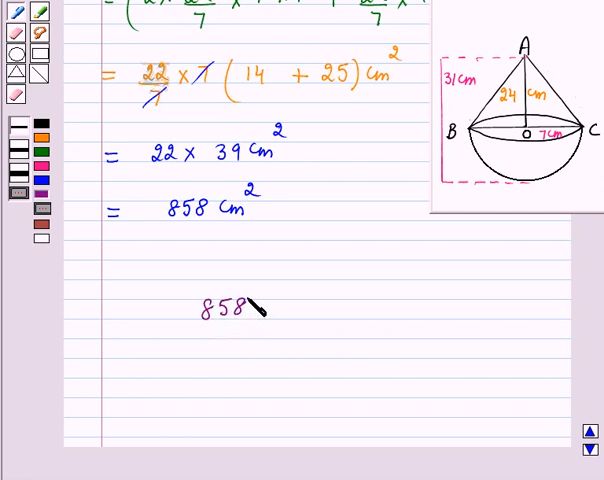 = 22/7 × 7 ( 14 + 25) cm²
= 22 × 39 cm²
= 858 cm²
858
A
31cm
24 cm
B
O
7cm
C